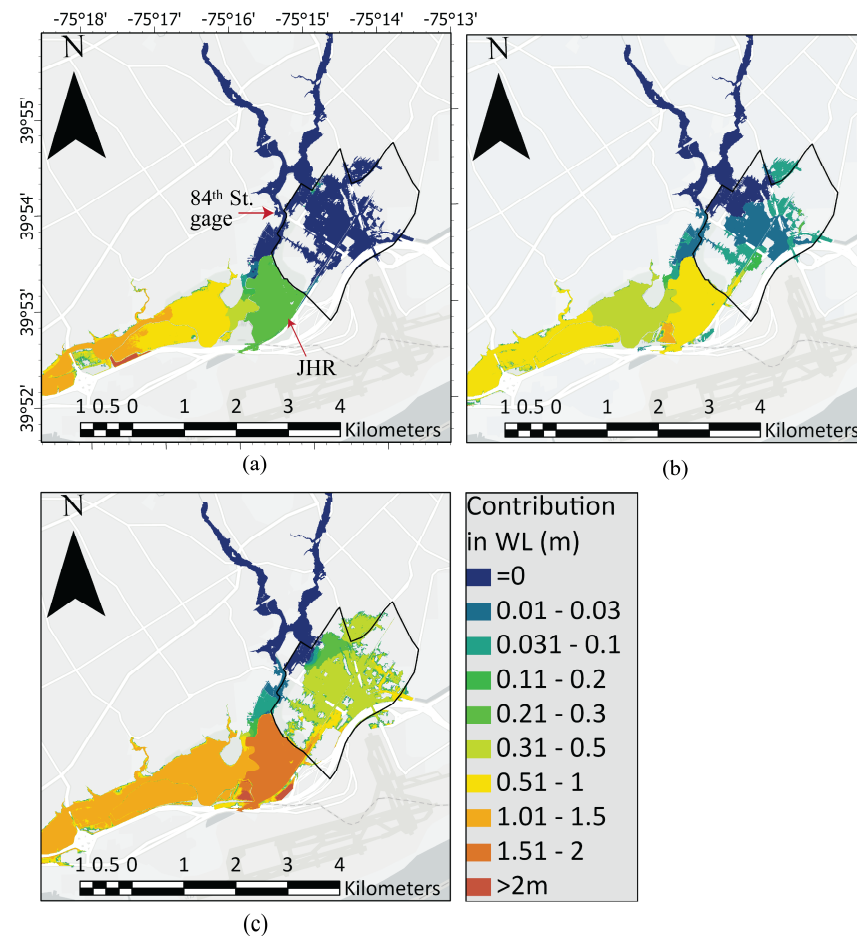 -75°18' -75°17' -75°16' -75°15' -75°14' -75°13'
39°55'
39°54'
39°53'
39°52'
N
84th St.
gage
JHR
1 0.5 0 1 2 3 4
Kilometers
(a)
N
1 0.5 0 1 2 3 4
Kilometers
(b)
N
1 0.5 0 1 2 3 4
Kilometers
(c)
Contribution
in WL (m)
=0
0.01 - 0.03
0.031 - 0.1
0.11 - 0.2
0.21 - 0.3
0.31 - 0.5
0.51 - 1
1.01 - 1.5
1.51 - 2
>2m